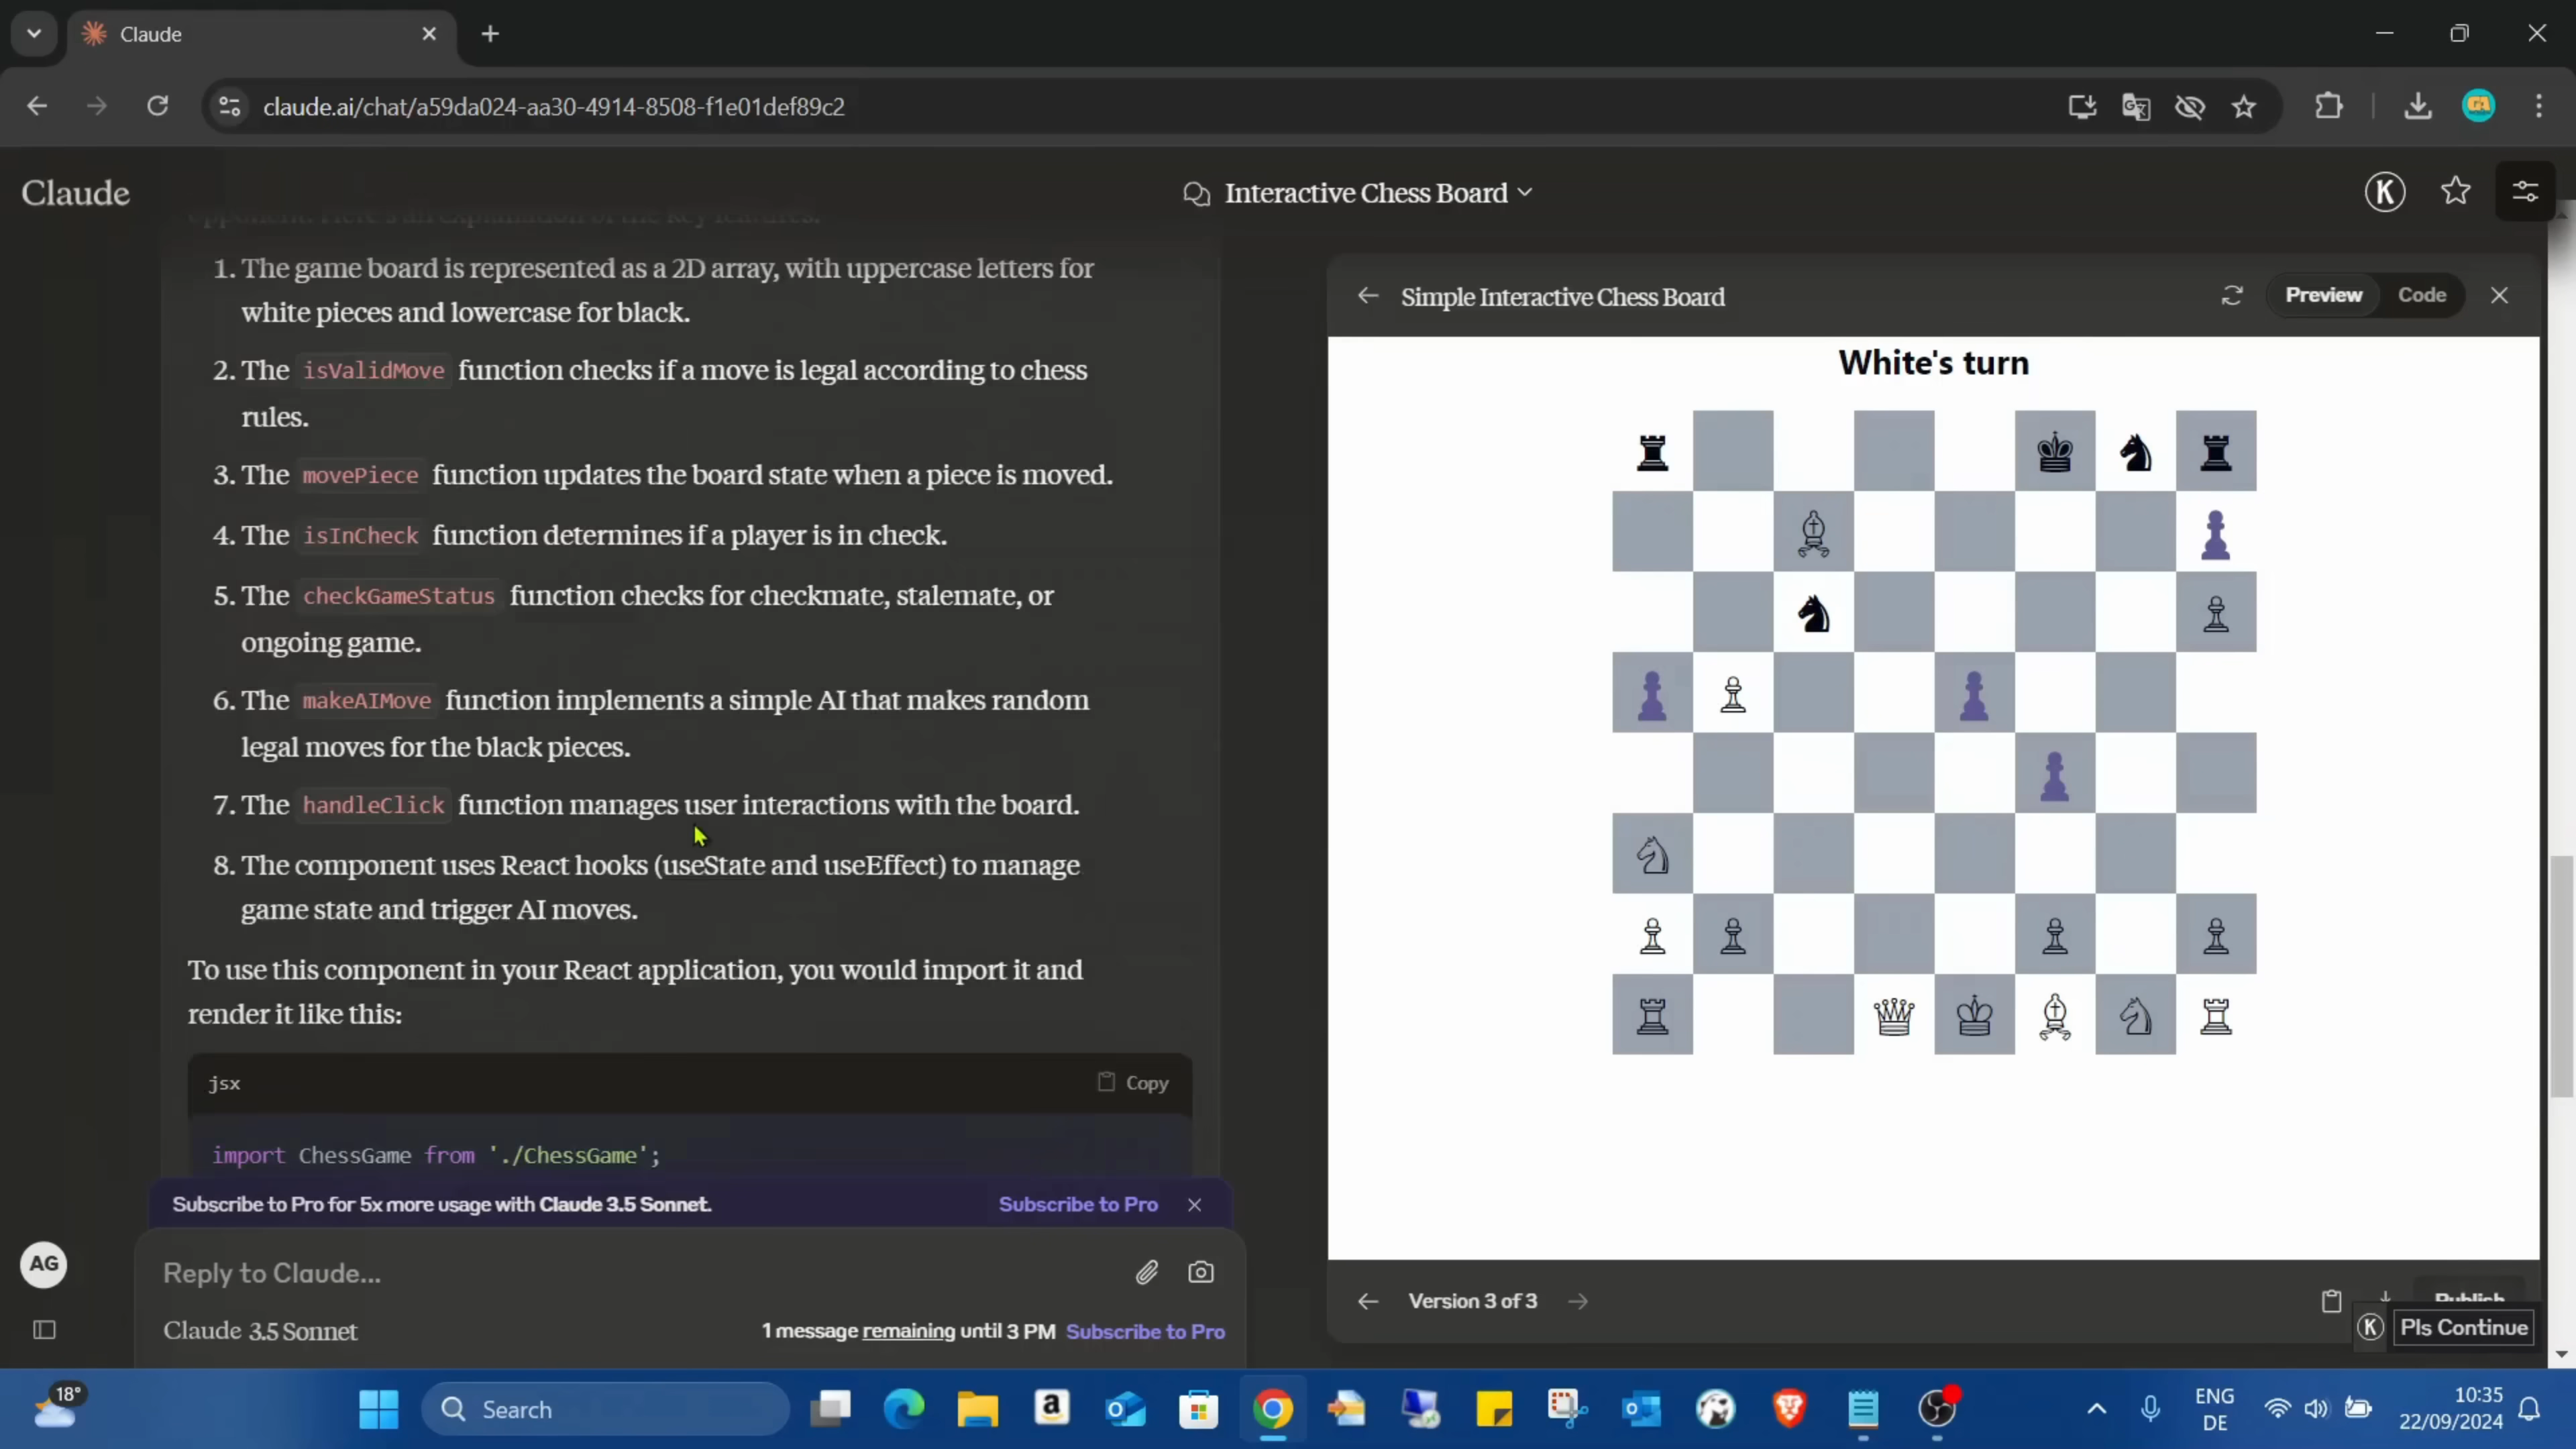 Claude
claude.ai/chat/a59da024-aa30-4914-8508-f1e01def89c2
Claude
Interactive Chess Board
K
opponent. Here's an explanation of the key features:
1. The game board is represented as a 2D array, with uppercase letters for
white pieces and lowercase for black.
2. The isValidMove function checks if a move is legal according to chess
rules.
3. The movePiece function updates the board state when a piece is moved.
4. The isInCheck function determines if a player is in check.
5. The checkGameStatus function checks for checkmate, stalemate, or
ongoing game.
6. The makeAIMove function implements a simple AI that makes random
legal moves for the black pieces.
7. The handleClick function manages user interactions with the board.
8. The component uses React hooks (useState and useEffect) to manage
game state and trigger AI moves.
To use this component in your React application, you would import it and
render it like this:
jsx
Copy
import ChessGame from './ChessGame';
Subscribe to Pro for 5x more usage with Claude 3.5 Sonnet.
Subscribe to Pro
AG
Reply to Claude...
Claude 3.5 Sonnet
1 message remaining until 3 PM Subscribe to Pro
Simple Interactive Chess Board
Preview
Code
White's turn
Version 3 of 3
Publish
K
Pls Continue
18°
Search
ENG
DE
10:35
22/09/2024